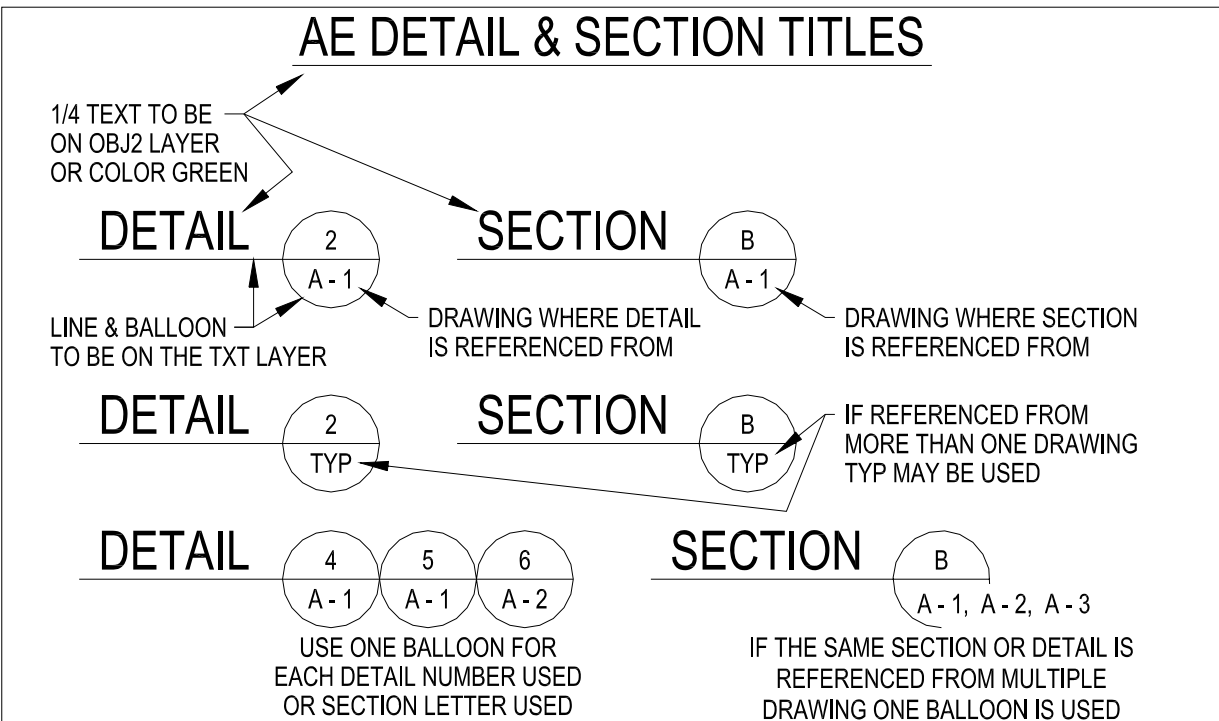 AE DETAIL & SECTION TITLES
1/4 TEXT TO BE
ON OBJ2 LAYER
OR COLOR GREEN
DETAIL
2
A - 1
SECTION
B
A - 1
LINE & BALLOON
TO BE ON THE TXT LAYER
DRAWING WHERE DETAIL
IS REFERENCED FROM
DRAWING WHERE SECTION
IS REFERENCED FROM
DETAIL
2
TYP
SECTION
B
TYP
IF REFERENCED FROM
MORE THAN ONE DRAWING
TYP MAY BE USED
DETAIL
4
A - 1
5
A - 1
6
A - 2
USE ONE BALLOON FOR
EACH DETAIL NUMBER USED
OR SECTION LETTER USED
SECTION
B
A - 1, A - 2, A - 3
IF THE SAME SECTION OR DETAIL IS
REFERENCED FROM MULTIPLE
DRAWING ONE BALLOON IS USED